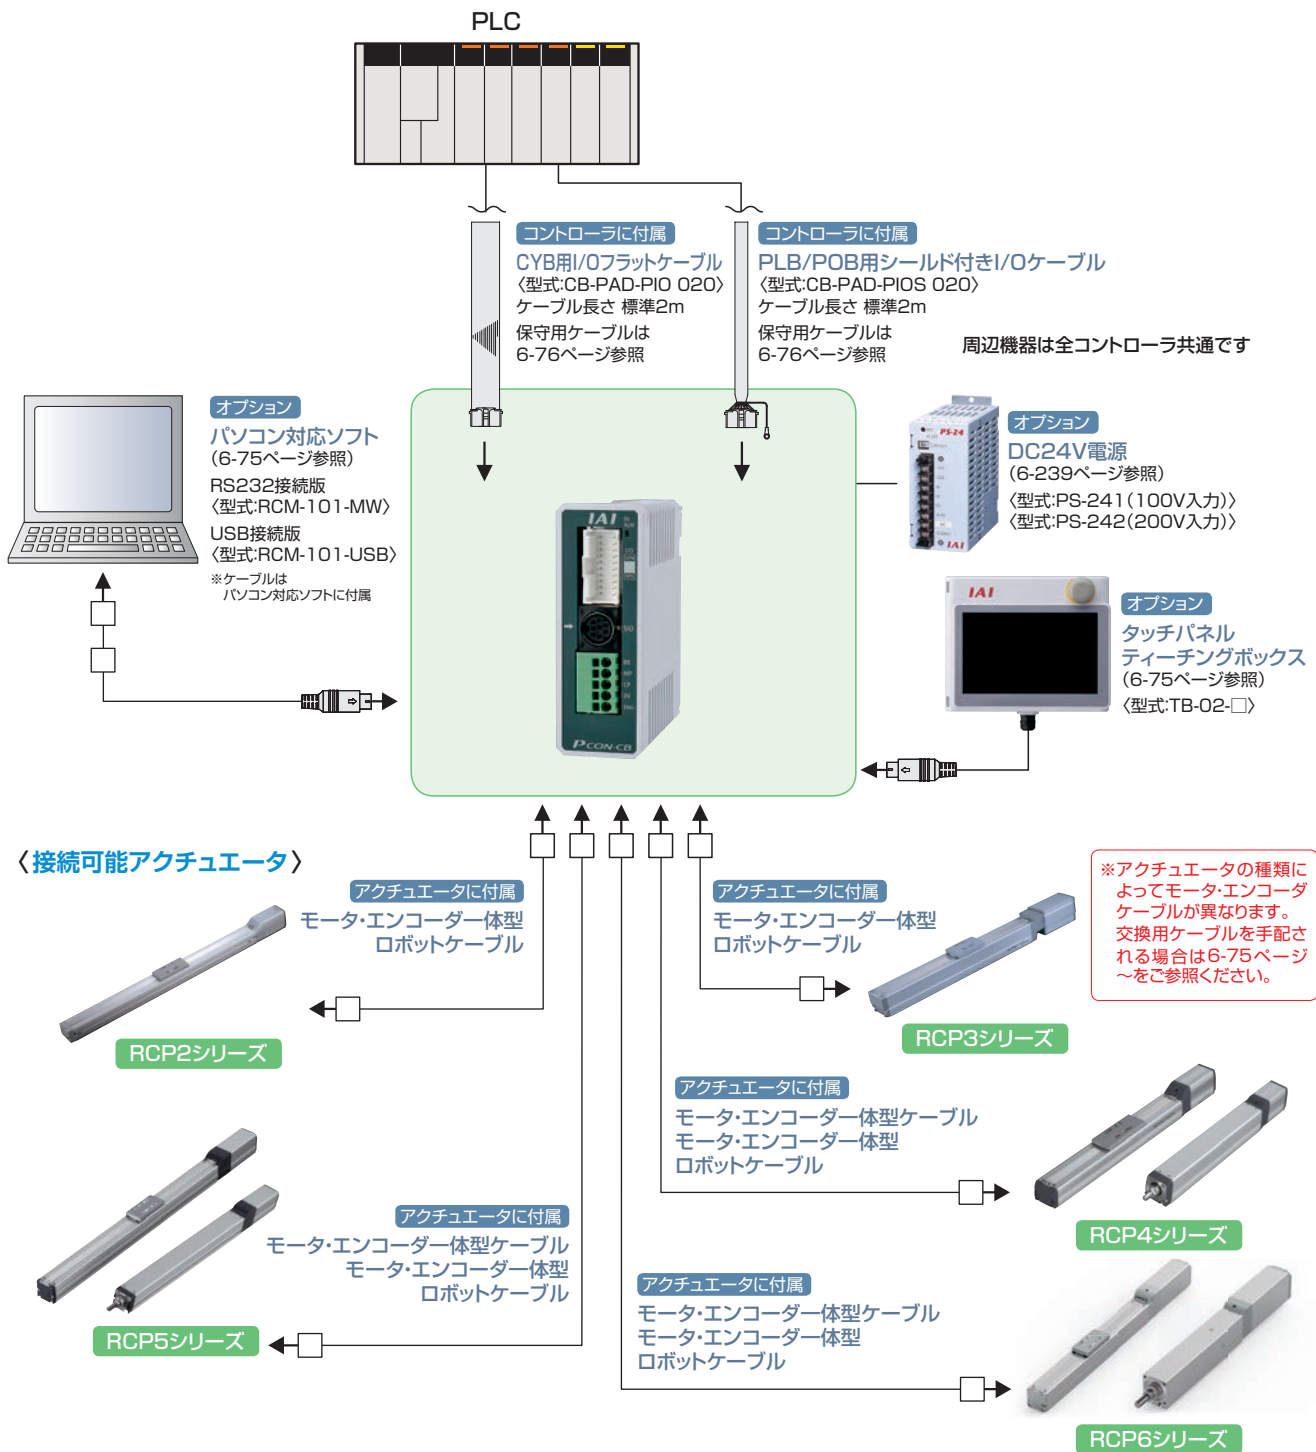 PLC
コントローラに付属
CYB用I/Oフラットケーブル
〈型式:CB-PAD-PIO 020〉
ケーブル長さ 標準2m
保守用ケーブルは
6-76ページ参照
コントローラに付属
PLB/POB用シールド付きI/Oケーブル
〈型式:CB-PAD-PIOS 020〉
ケーブル長さ 標準2m
保守用ケーブルは
6-76ページ参照
周辺機器は全コントローラ共通です
オプション
パソコン対応ソフト
(6-75ページ参照)
RS232接続版
〈型式:RCM-101-MW〉
USB接続版
〈型式:RCM-101-USB〉
※ケーブルは
パソコン対応ソフトに付属
IAI
I/O
SIO
PCON-CB
PS-24
IAI
オプション
DC24V電源
(6-239ページ参照)
〈型式:PS-241(100V入力)〉
〈型式:PS-242(200V入力)〉
IAI
オプション
タッチパネル
ティーチングボックス
(6-75ページ参照)
〈型式:TB-02-□〉
〈接続可能アクチュエータ〉
アクチュエータに付属
モータ・エンコーダ一体型
ロボットケーブル
RCP2シリーズ
アクチュエータに付属
モータ・エンコーダ一体型
ロボットケーブル
RCP3シリーズ
※アクチュエータの種類に
よってモータ・エンコーダ
ケーブルが異なります。
交換用ケーブルを手配さ
れる場合は6-75ページ
～をご参照ください。
アクチュエータに付属
モータ・エンコーダ一体型ケーブル
モータ・エンコーダ一体型
ロボットケーブル
RCP4シリーズ
アクチュエータに付属
モータ・エンコーダ一体型ケーブル
モータ・エンコーダ一体型
ロボットケーブル
RCP5シリーズ
アクチュエータに付属
モータ・エンコーダ一体型ケーブル
モータ・エンコーダ一体型
ロボットケーブル
RCP6シリーズ